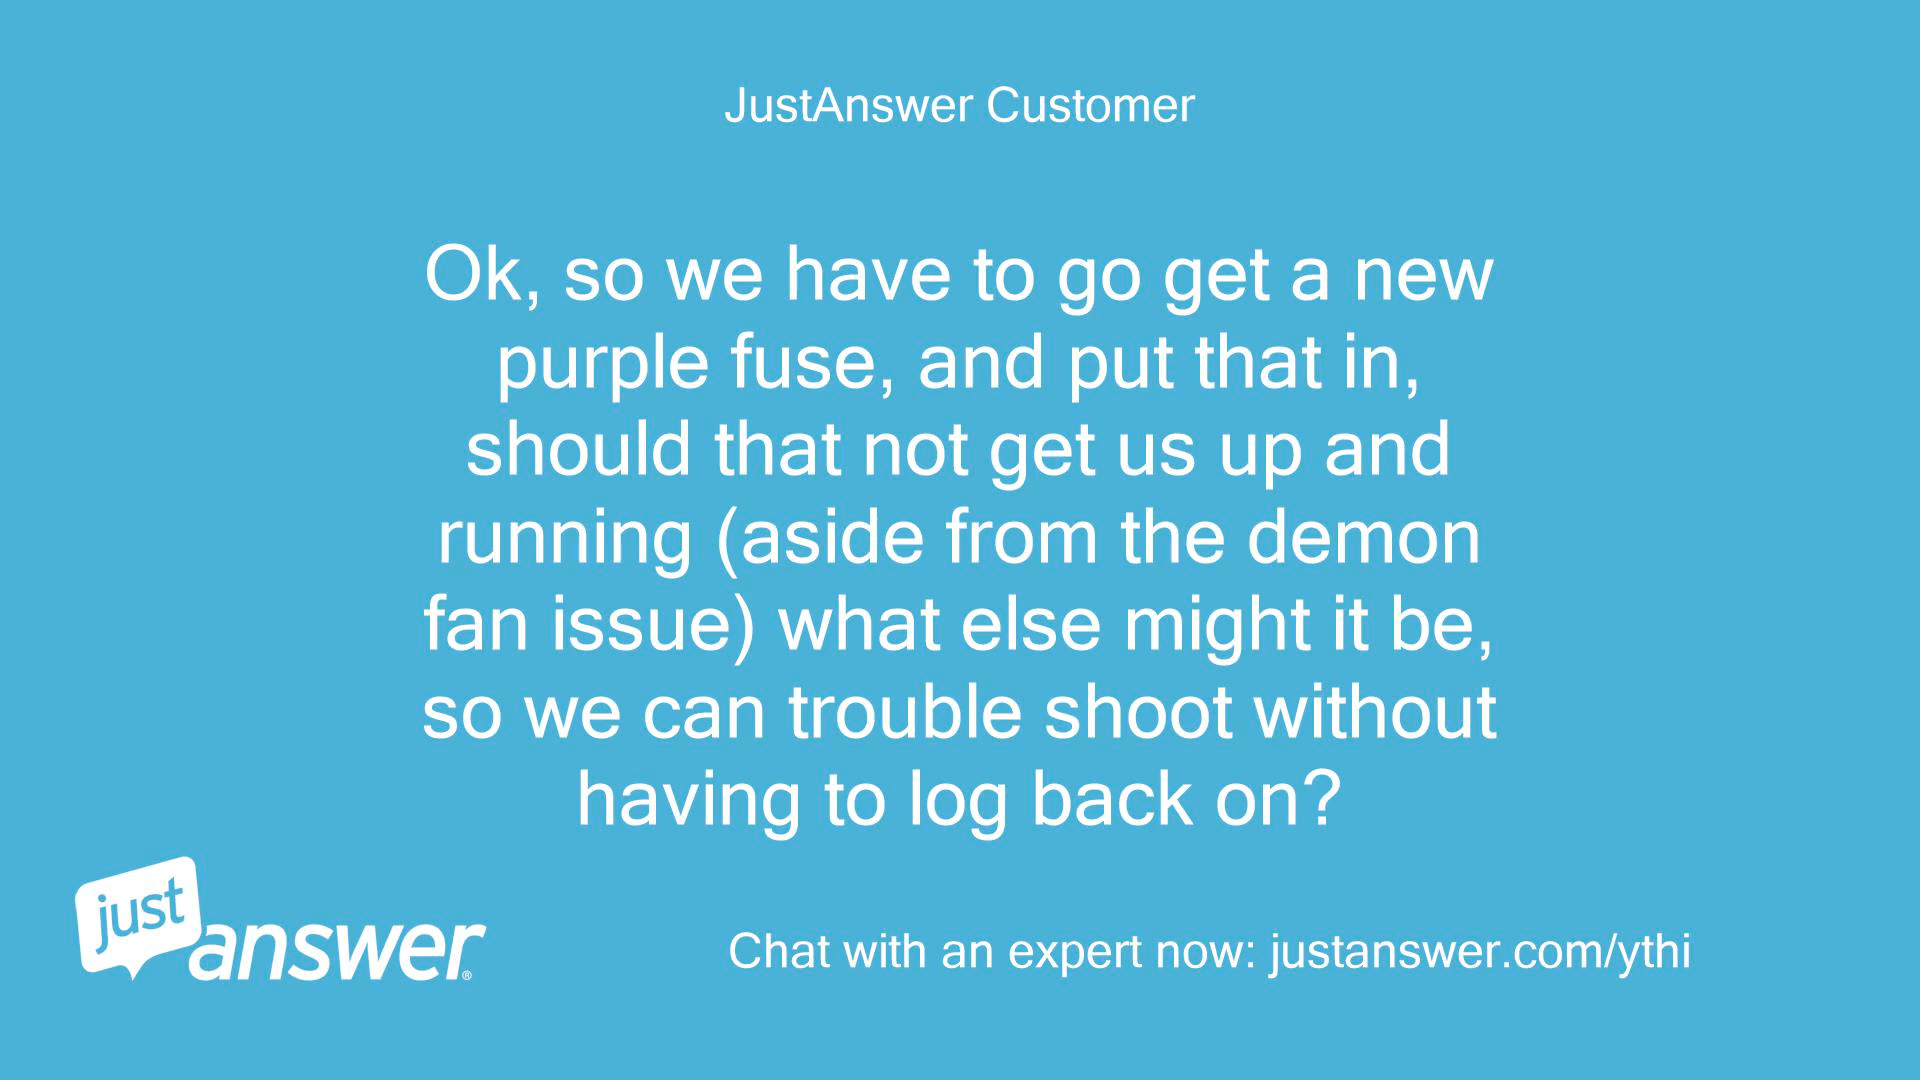 JustAnswer Customer
Ok, so we have to go get a new
purple fuse, and put that in,
should that not get us up and
running (aside from the demon
fan issue) what else might it be,
so we can trouble shoot without
having to log back on?
just
answer®
Chat with an expert now: justanswer.com/ythi